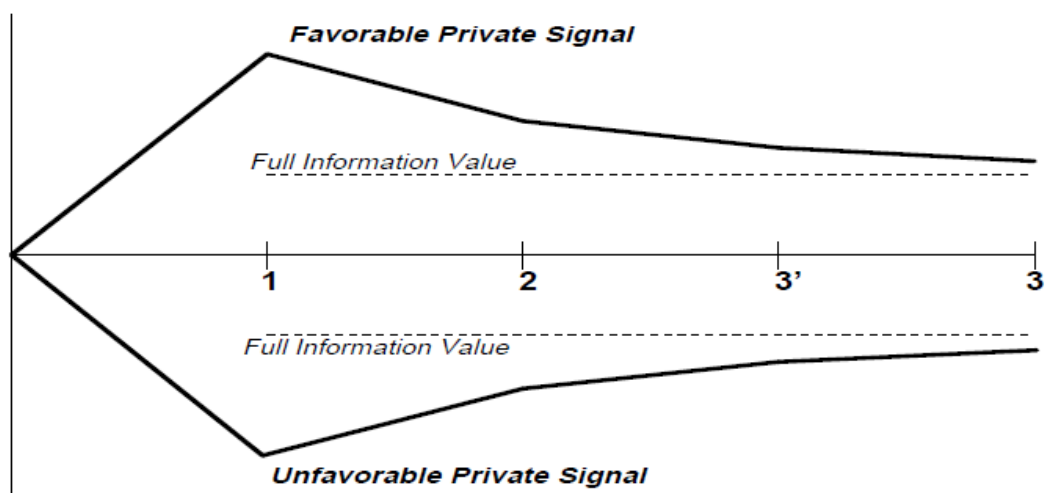 Favorable Private Signal
Full Information Value
1 2 3’ 3
Full Information Value
Unfavorable Private Signal